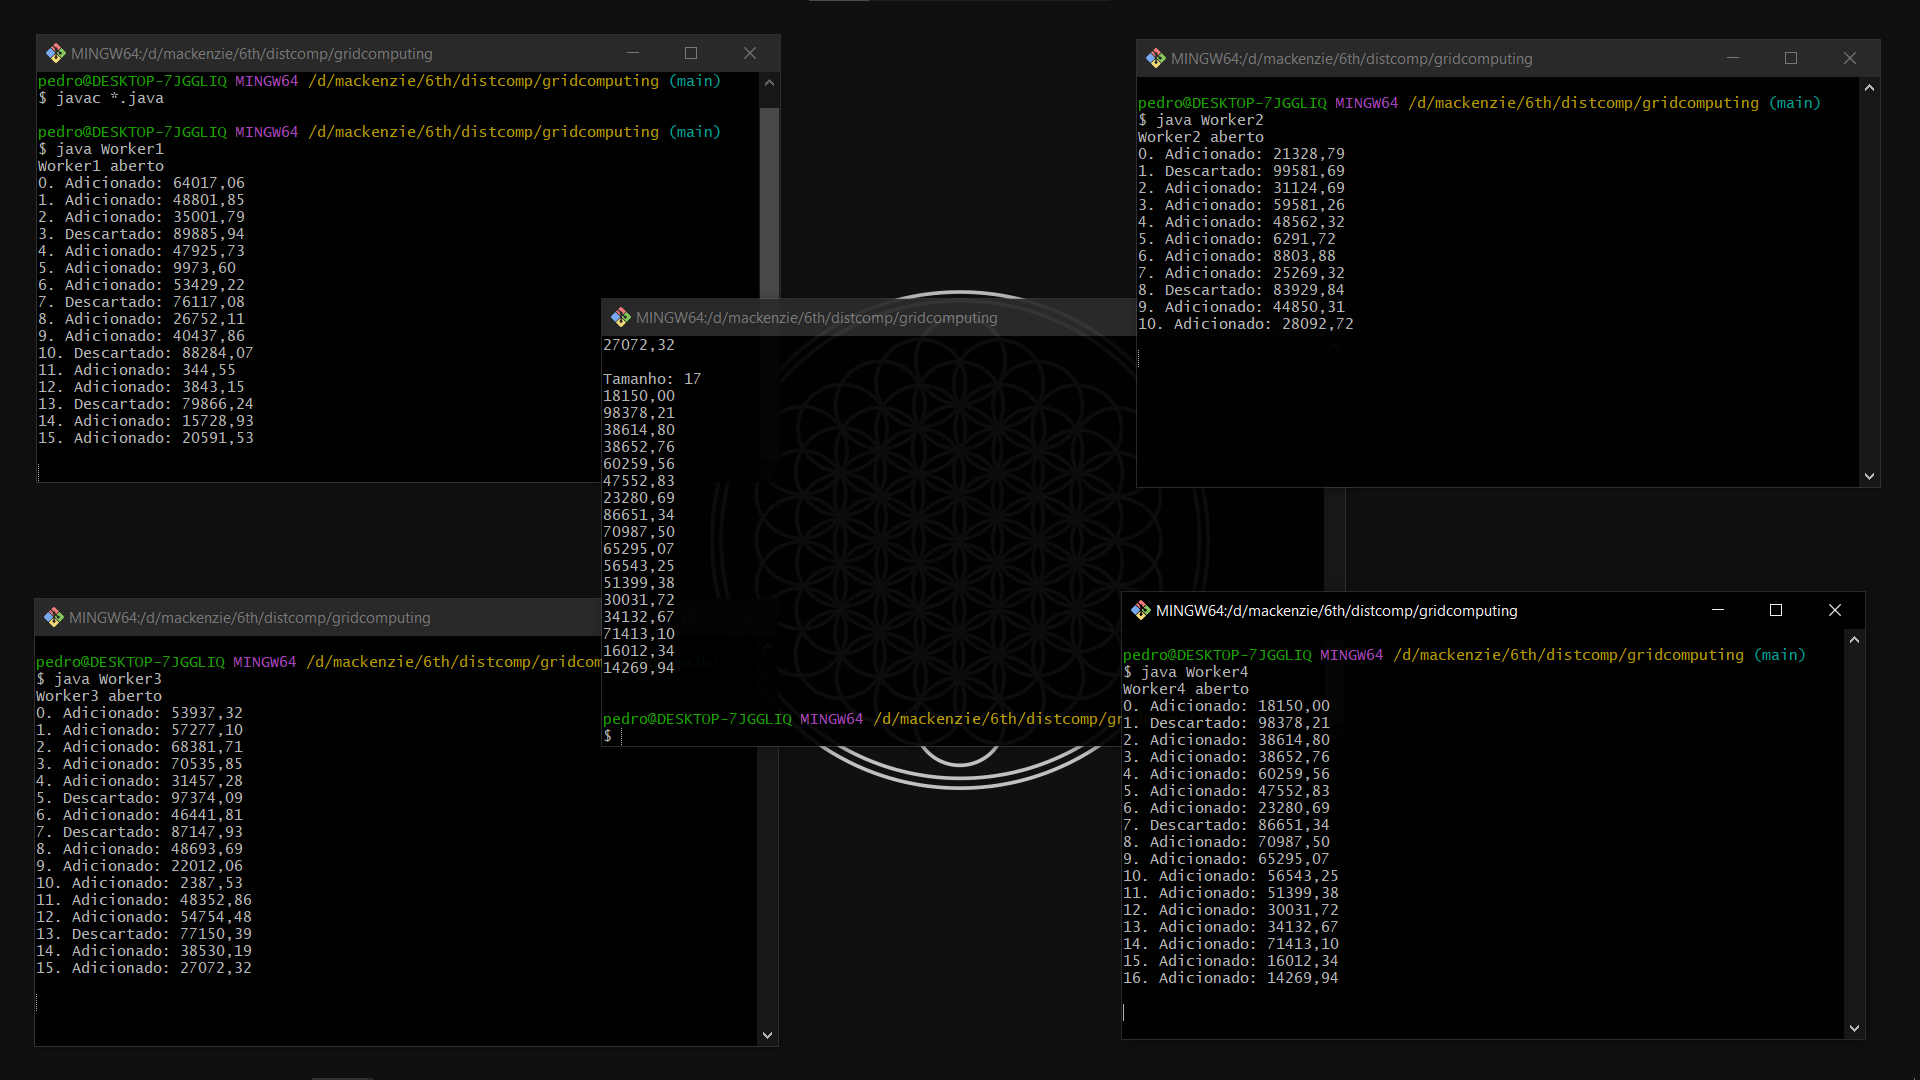 MINGW64:/d/mackenzie/6th/distcomp/gridcomputing
pedro@DESKTOP-7JGGLIQ MINGW64 /d/mackenzie/6th/distcomp/gridcomputing (main)
$ javac *.java
pedro@DESKTOP-7JGGLIQ MINGW64 /d/mackenzie/6th/distcomp/gridcomputing (main)
$ java Worker1
Worker1 aberto
0. Adicionado: 64017,06
1. Adicionado: 48801,85
2. Adicionado: 35001,79
3. Descartado: 89885,94
4. Adicionado: 47925,73
5. Adicionado: 9973,60
6. Adicionado: 53429,22
7. Descartado: 76117,08
8. Adicionado: 26752,11
9. Adicionado: 40437,86
10. Descartado: 88284,07
11. Adicionado: 344,55
12. Adicionado: 3843,15
13. Descartado: 79866,24
14. Adicionado: 15728,93
15. Adicionado: 20591,53
MINGW64:/d/mackenzie/6th/distcomp/gridcomputing
pedro@DESKTOP-7JGGLIQ MINGW64 /d/mackenzie/6th/distcomp/gridcomputing (main)
$ java Worker2
Worker2 aberto
0. Adicionado: 21328,79
1. Descartado: 99581,69
2. Adicionado: 31124,69
3. Adicionado: 59581,26
4. Adicionado: 48562,32
5. Adicionado: 6291,72
6. Adicionado: 8803,88
7. Adicionado: 25269,32
8. Descartado: 83929,84
9. Adicionado: 44850,31
10. Adicionado: 28092,72
MINGW64:/d/mackenzie/6th/distcomp/gridcomputing
27072,32
Tamanho: 17
18150,00
98378,21
38614,80
38652,76
60259,56
47552,83
23280,69
86651,34
70987,50
65295,07
56543,25
51399,38
30031,72
34132,67
71413,10
16012,34
14269,94
pedro@DESKTOP-7JGGLIQ MINGW64 /d/mackenzie/6th/distcomp/gr
$
MINGW64:/d/mackenzie/6th/distcomp/gridcomputing
pedro@DESKTOP-7JGGLIQ MINGW64 /d/mackenzie/6th/distcomp/gridcom
$ java Worker3
Worker3 aberto
0. Adicionado: 53937,32
1. Adicionado: 57277,10
2. Adicionado: 68381,71
3. Adicionado: 70535,85
4. Adicionado: 31457,28
5. Descartado: 97374,09
6. Adicionado: 46441,81
7. Descartado: 87147,93
8. Adicionado: 48693,69
9. Adicionado: 22012,06
10. Adicionado: 2387,53
11. Adicionado: 48352,86
12. Adicionado: 54754,48
13. Descartado: 77150,39
14. Adicionado: 38530,19
15. Adicionado: 27072,32
MINGW64:/d/mackenzie/6th/distcomp/gridcomputing
pedro@DESKTOP-7JGGLIQ MINGW64 /d/mackenzie/6th/distcomp/gridcomputing (main)
$ java Worker4
Worker4 aberto
0. Adicionado: 18150,00
1. Descartado: 98378,21
2. Adicionado: 38614,80
3. Adicionado: 38652,76
4. Adicionado: 60259,56
5. Adicionado: 47552,83
6. Adicionado: 23280,69
7. Descartado: 86651,34
8. Adicionado: 70987,50
9. Adicionado: 65295,07
10. Adicionado: 56543,25
11. Adicionado: 51399,38
12. Adicionado: 30031,72
13. Adicionado: 34132,67
14. Adicionado: 71413,10
15. Adicionado: 16012,34
16. Adicionado: 14269,94